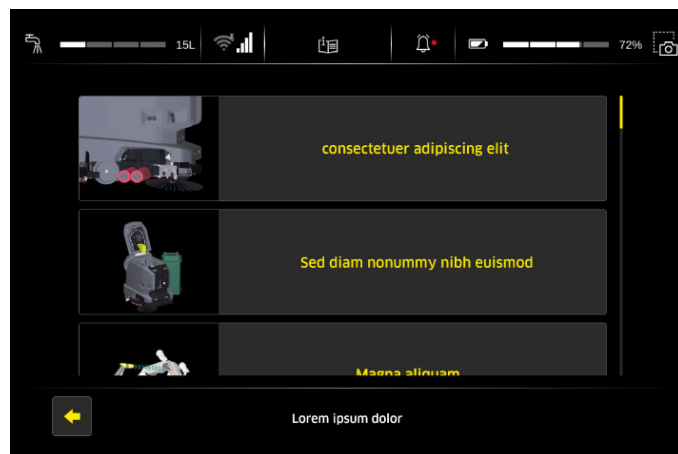 15L
72%
consectetuer adipiscing elit
Sed diam nonummy nibh euismod
Magna aliquam
Lorem ipsum dolor